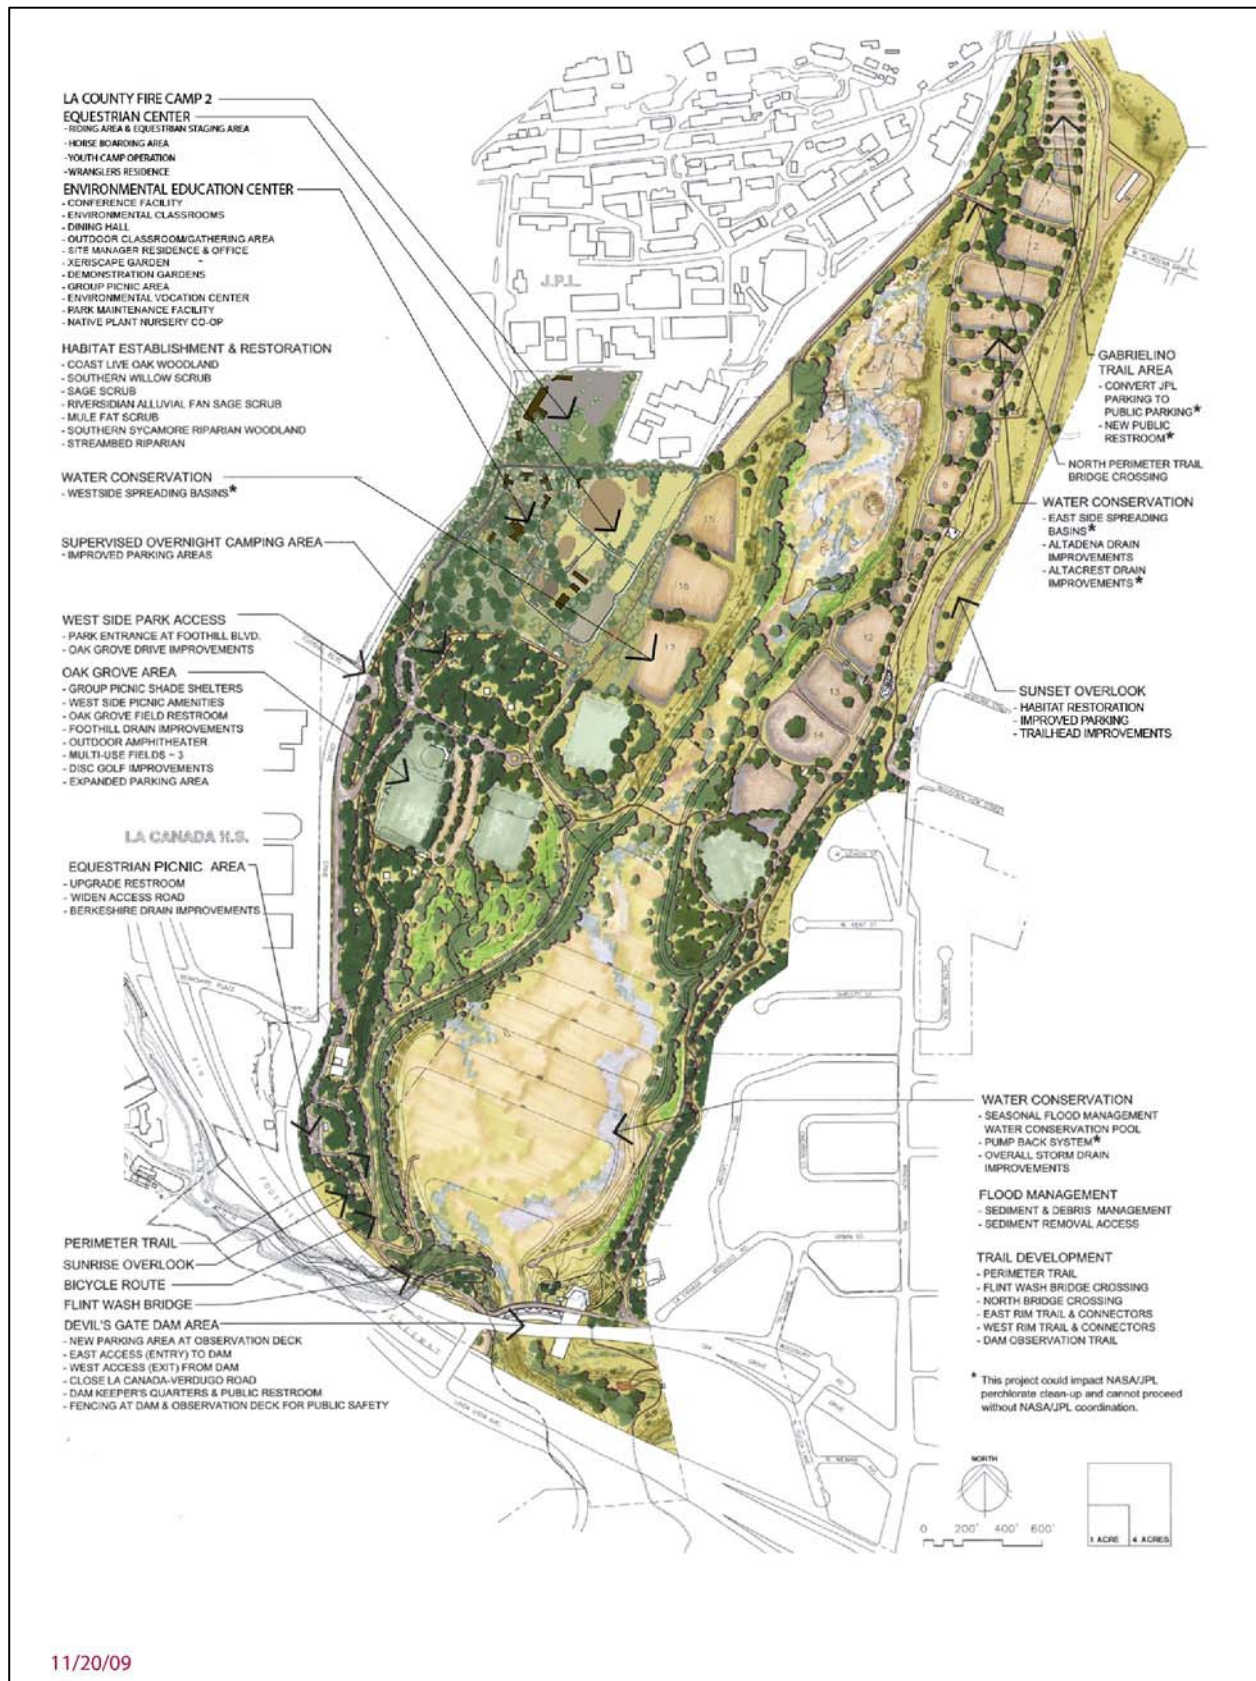 LA COUNTY FIRE CAMP 2
EQUESTRIAN CENTER
- RIDING AREA & EQUESTRIAN STAGING AREA
- HORSE BOARDING AREA
- YOUTH CAMP OPERATION
- WRANGLERS RESIDENCE
ENVIRONMENTAL EDUCATION CENTER
- CONFERENCE FACILITY
- ENVIRONMENTAL CLASSROOMS
- DINING HALL
- OUTDOOR CLASSROOM/GATHERING AREA
- SITE MANAGER RESIDENCE & OFFICE
- XERISCAPE GARDEN
- DEMONSTRATION GARDENS
- GROUP PICNIC AREA
- ENVIRONMENTAL VOCATION CENTER
- PARK MAINTENANCE FACILITY
- NATIVE PLANT NURSERY CO-OP
HABITAT ESTABLISHMENT & RESTORATION
- COAST LIVE OAK WOODLAND
- SOUTHERN WILLOW SCRUB
- SAGE SCRUB
- RIVERSIDIAN ALLUVIAL FAN SAGE SCRUB
- MULE FAT SCRUB
- SOUTHERN SYCAMORE RIPARIAN WOODLAND
- STREAMBED RIPARIAN
WATER CONSERVATION
- WESTSIDE SPREADING BASINS*
SUPERVISED OVERNIGHT CAMPING AREA
- IMPROVED PARKING AREAS
WEST SIDE PARK ACCESS
- PARK ENTRANCE AT FOOTHILL BLVD.
- OAK GROVE DRIVE IMPROVEMENTS
OAK GROVE AREA
- GROUP PICNIC SHADE SHELTERS
- WEST SIDE PICNIC AMENITIES
- OAK GROVE FIELD RESTROOM
- FOOTHILL DRAIN IMPROVEMENTS
- OUTDOOR AMPHITHEATER
- MULTI-USE FIELDS ~ 3
- DISC GOLF IMPROVEMENTS
- EXPANDED PARKING AREA
LA CANADA H.S.
EQUESTRIAN PICNIC AREA
- UPGRADE RESTROOM
- WIDEN ACCESS ROAD
- BERKESHIRE DRAIN IMPROVEMENTS
BERKSHIRE PLACE
210
FOOTHILL
PERIMETER TRAIL
SUNRISE OVERLOOK
BICYCLE ROUTE
FLINT WASH BRIDGE
DEVIL'S GATE DAM AREA
- NEW PARKING AREA AT OBSERVATION DECK
- EAST ACCESS (ENTRY) TO DAM
- WEST ACCESS (EXIT) FROM DAM
- CLOSE LA CANADA-VERDUGO ROAD
- DAM KEEPER'S QUARTERS & PUBLIC RESTROOM
- FENCING AT DAM & OBSERVATION DECK FOR PUBLIC SAFETY
LINDA VISTA AVE.
J.P.L.
2
12
13
14
15
16
17
GABRIELINO
TRAIL AREA
- CONVERT JPL
PARKING TO
PUBLIC PARKING*
- NEW PUBLIC
RESTROOM*
NORTH PERIMETER TRAIL
BRIDGE CROSSING
WATER CONSERVATION
- EAST SIDE SPREADING
BASINS*
- ALTADENA DRAIN
IMPROVEMENTS
- ALTACREST DRAIN
IMPROVEMENTS*
SUNSET OVERLOOK
- HABITAT RESTORATION
- IMPROVED PARKING
- TRAILHEAD IMPROVEMENTS
WATER CONSERVATION
- SEASONAL FLOOD MANAGEMENT
WATER CONSERVATION POOL
- PUMP BACK SYSTEM*
- OVERALL STORM DRAIN
IMPROVEMENTS
FLOOD MANAGEMENT
- SEDIMENT & DEBRIS MANAGEMENT
- SEDIMENT REMOVAL ACCESS
TRAIL DEVELOPMENT
- PERIMETER TRAIL
- FLINT WASH BRIDGE CROSSING
- NORTH BRIDGE CROSSING
- EAST RIM TRAIL & CONNECTORS
- WEST RIM TRAIL & CONNECTORS
- DAM OBSERVATION TRAIL
* This project could impact NASA/JPL
perchlorate clean-up and cannot proceed
without NASA/JPL coordination.
NORTH
0 200' 400' 600'
1 ACRE 4 ACRES
11/20/09